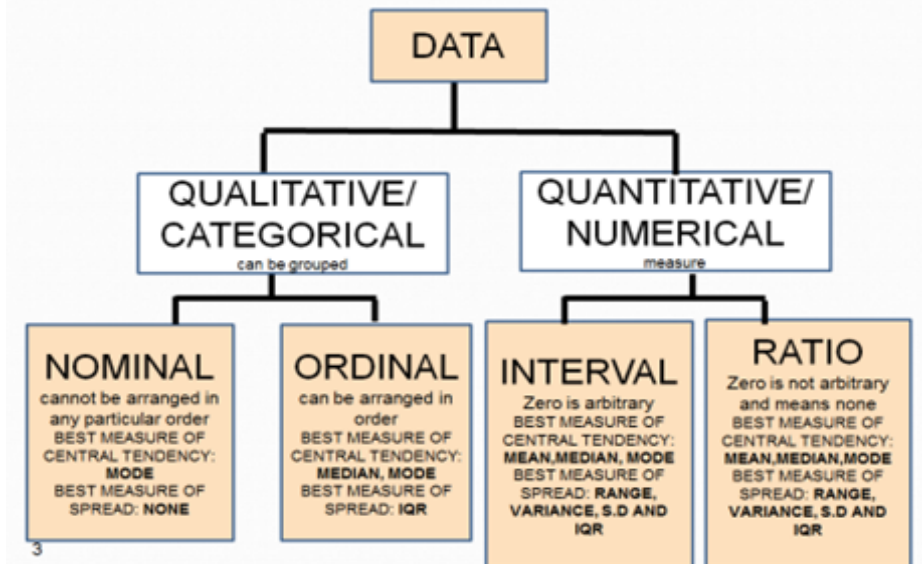 DATA
QUALITATIVE/
CATEGORICAL
can be grouped
QUANTITATIVE/
NUMERICAL
measure
NOMINAL
cannot be arranged in
any particular order
BEST MEASURE OF
CENTRAL TENDENCY:
MODE
BEST MEASURE OF
SPREAD: NONE
ORDINAL
can be arranged in
order
BEST MEASURE OF
CENTRAL TENDENCY:
MEDIAN, MODE
BEST MEASURE OF
SPREAD: IQR
INTERVAL
Zero is arbitrary
BEST MEASURE OF
CENTRAL TENDENCY:
MEAN,MEDIAN, MODE
BEST MEASURE OF
SPREAD: RANGE,
VARIANCE, S.D AND
IQR
RATIO
Zero is not arbitrary
and means none
BEST MEASURE OF
CENTRAL TENDENCY:
MEAN,MEDIAN,MODE
BEST MEASURE OF
SPREAD: RANGE,
VARIANCE, S.D AND
IQR
3